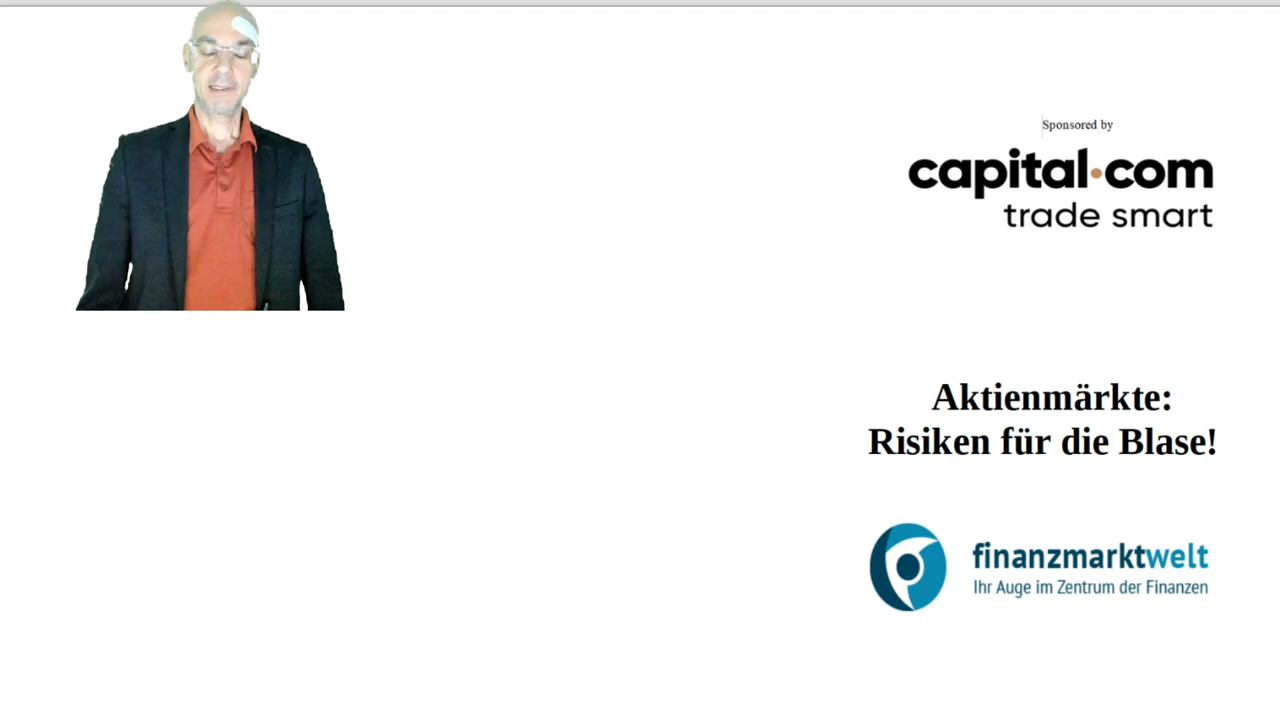 Sponsored by
capital.com
trade smart
Aktienmärkte:
Risiken für die Blase!
finanzmarktwelt
Ihr Auge im Zentrum der Finanzen